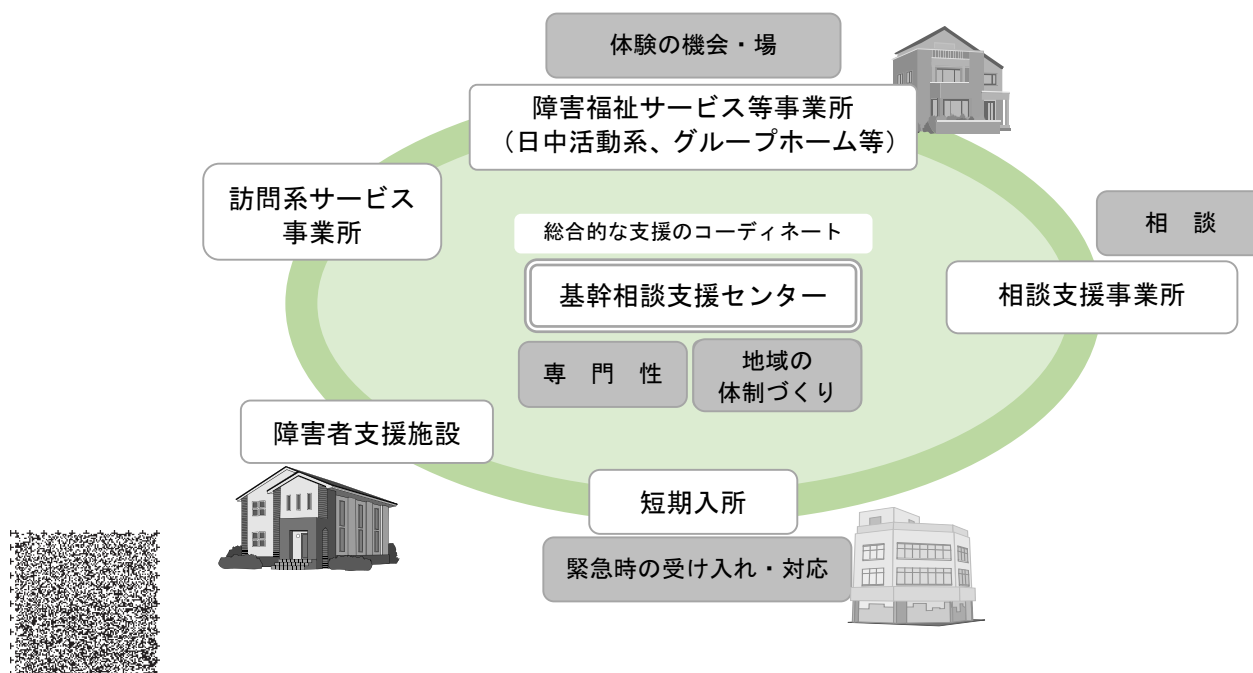 体験の機会・場
障害福祉サービス等事業所
（日中活動系、グループホーム等）
訪問系サービス
事業所
相　談
総合的な支援のコーディネート
基幹相談支援センター
相談支援事業所
専　門　性
地域の
体制づくり
障害者支援施設
短期入所
緊急時の受け入れ・対応